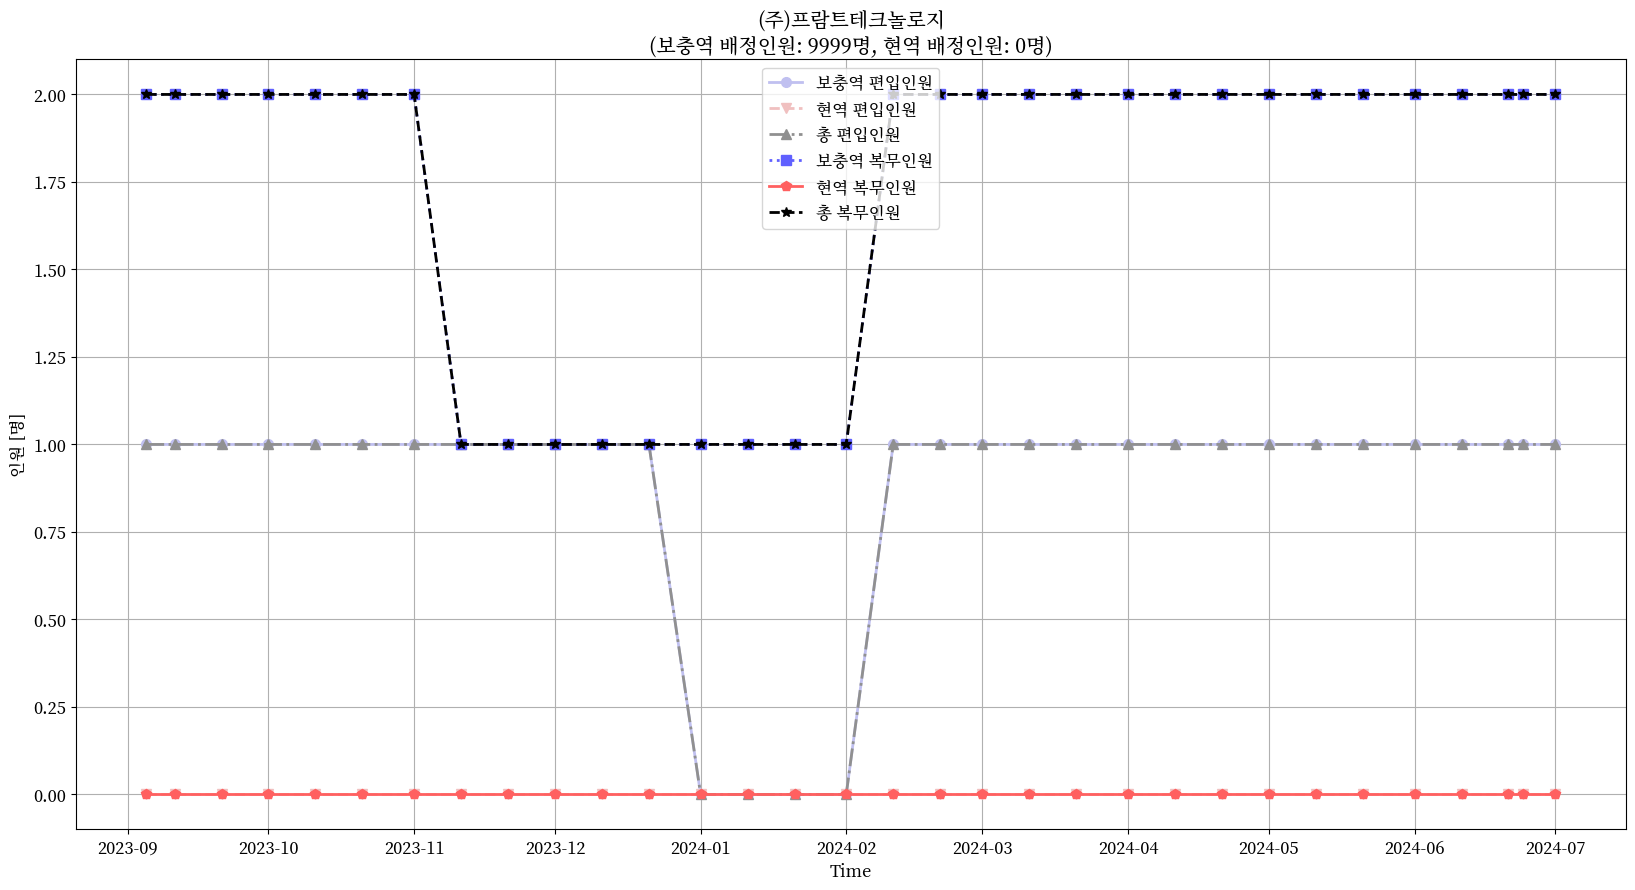 (주)프람트테크놀로지
(보충역 배정인원: 9999명, 현역 배정인원: 0명)
보충역 편입인원
현역 편입인원
총 편입인원
보충역 복무인원
현역 복무인원
총 복무인원
인원 [명]
2.00
1.75
1.50
1.25
1.00
0.75
0.50
0.25
0.00
2023-09
2023-10
2023-11
2023-12
2024-01
2024-02
2024-03
2024-04
2024-05
2024-06
2024-07
Time